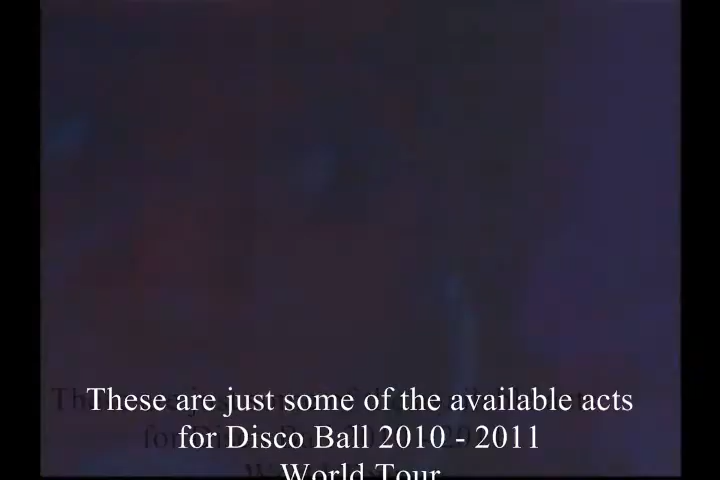 These are just some of the available acts
for Disco Ball 2010 - 2011
World Tour